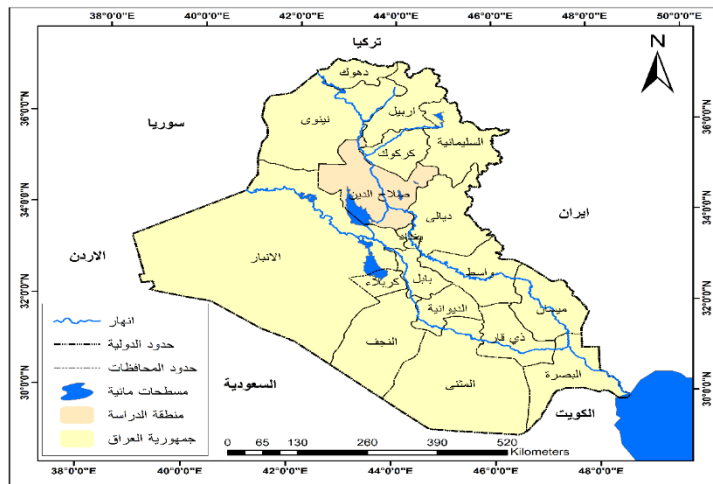 38°0'0"E 40°0'0"E 42°0'0"E 44°0'0"E 46°0'0"E 48°0'0"E 50°0'0"E
تركيا
N
دهوك
36°0'0"N
36°0'0"N
سوريا
نينوى
اربيل
السليمانية
كركوك
34°0'0"N
34°0'0"N
صلاح الدين
ديالى
ايران
بغداد
الاردن
الانبار
واسط
بابل
كربلاء
32°0'0"N
32°0'0"N
ميسان
الديوانية
ذي قار
النجف
البصرة
المثنى
30°0'0"N
30°0'0"N
السعودية
الكويت
انهار
حدود الدولية
حدود المحافظات
مسطحات مائية
منطقة الدراسة
جمهورية العراق
0 65 130 260 390 520
Kilometers
38°0'0"E 40°0'0"E 42°0'0"E 44°0'0"E 46°0'0"E 48°0'0"E